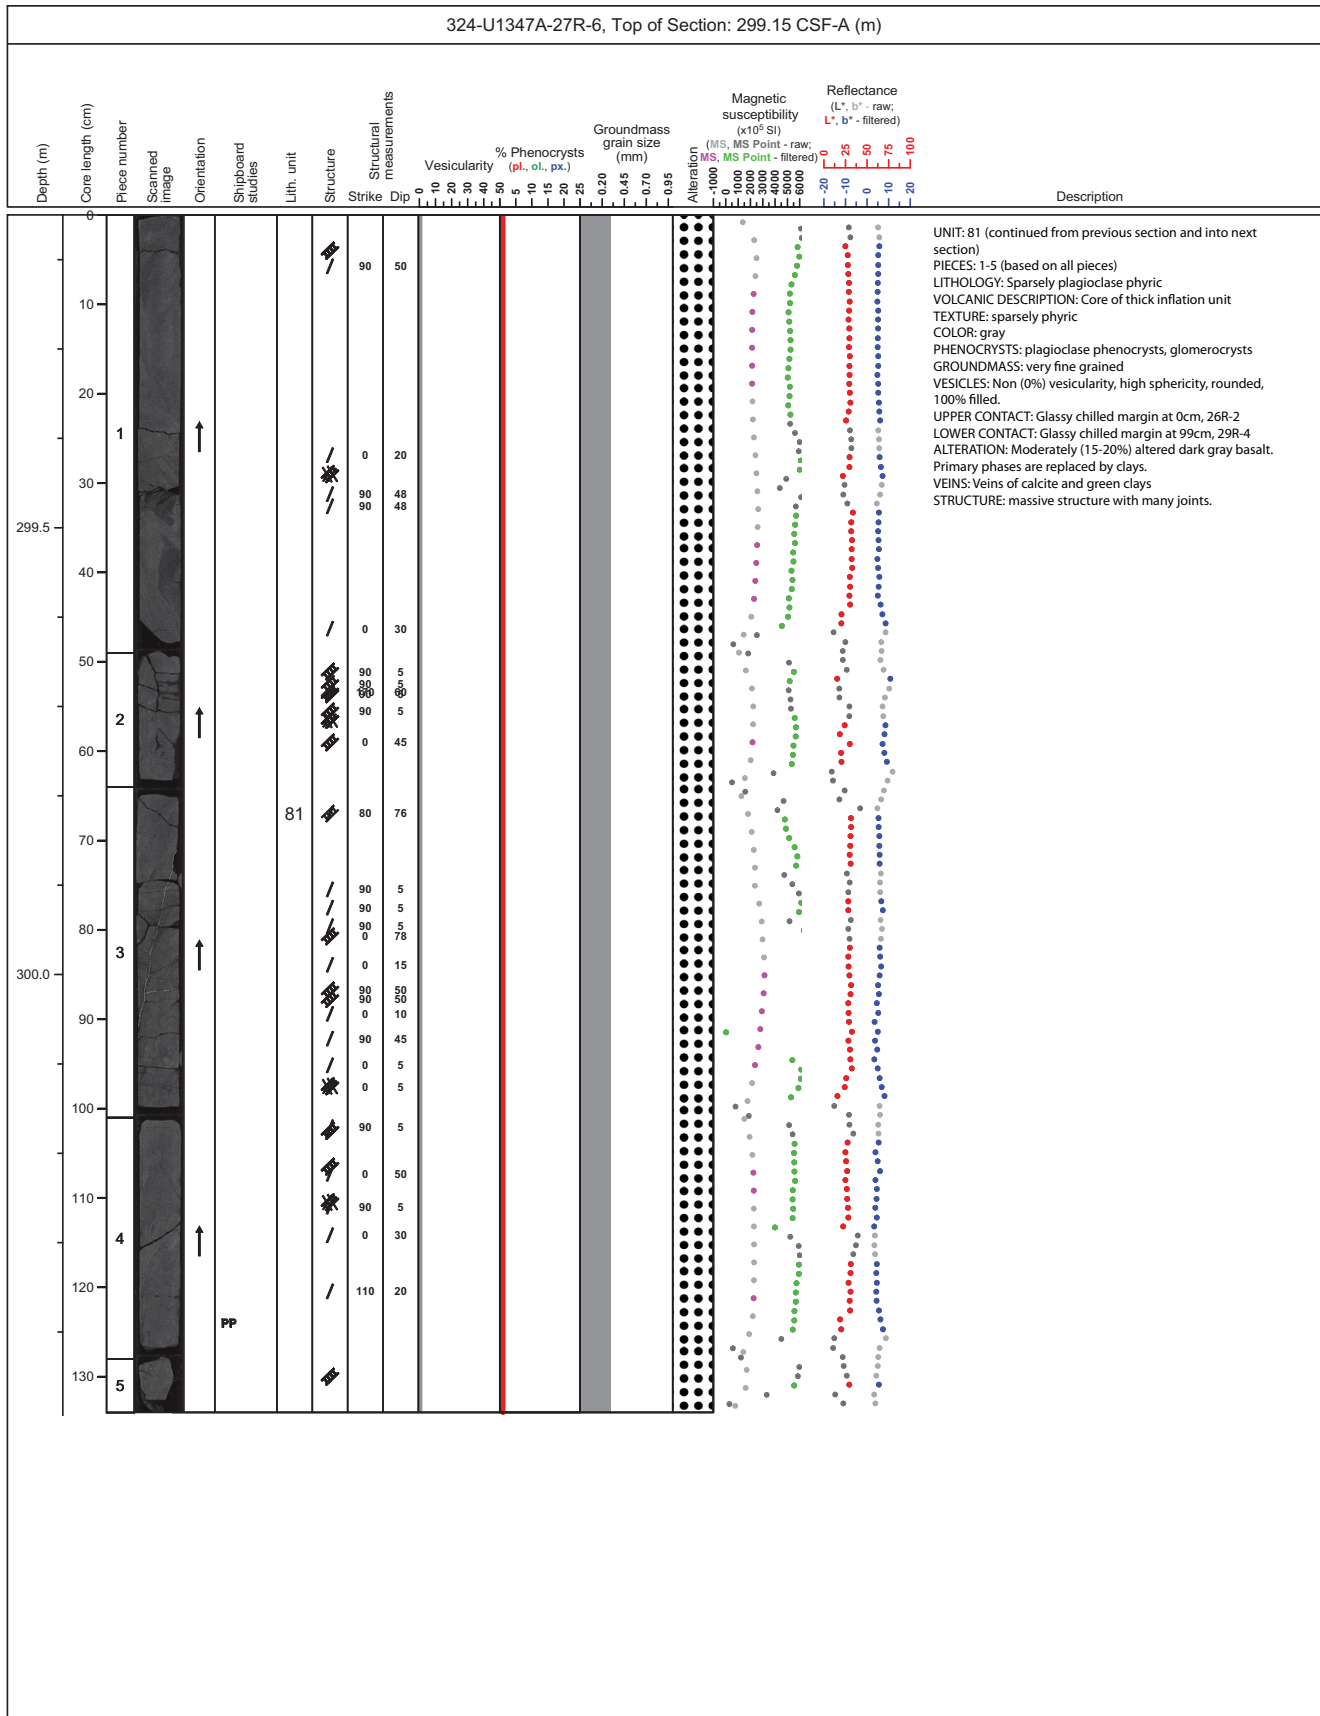 324-U1347A-27R-6, Top of Section: 299.15 CSF-A (m)
Depth (m)
Core length (cm)
Piece number
Scanned image
Orientation
Shipboard studies
Lith. unit
Structure
Structural measurements
Strike Dip
Vesicularity
0 10 20 30 40 50
% Phenocrysts
(pl., ol., px.)
5 10 15 20 25
Groundmass
grain size
(mm)
0.20 0.45 0.70 0.95
Alteration
Magnetic
susceptibility
(x10⁵ SI)
(MS, MS Point - raw;
MS, MS Point - filtered)
-1000 0 1000 2000 3000 4000 5000 6000
Reflectance
(L*, b* - raw;
L*, b* - filtered)
0 25 50 75 100
-20 -10 0 10 20
Description
0
90 50
10
20
1
0 20
30
90 48
90 48
299.5
40
0 30
50
90 5
90 5
90 5
2
0 45
60
81
80 76
70
90 5
90 5
90 5
0 78
80
3
0 15
300.0
90 50
90 50
0 10
90
90 45
0 5
0 5
100
90 5
0 50
110
90 5
0 30
4
110 20
120
PP
130
5
UNIT: 81 (continued from previous section and into next
section)
PIECES: 1-5 (based on all pieces)
LITHOLOGY: Sparsely plagioclase phyric
VOLCANIC DESCRIPTION: Core of thick inflation unit
TEXTURE: sparsely phyric
COLOR: gray
PHENOCRYSTS: plagioclase phenocrysts, glomerocrysts
GROUNDMASS: very fine grained
VESICLES: Non (0%) vesicularity, high sphericity, rounded,
100% filled.
UPPER CONTACT: Glassy chilled margin at 0cm, 26R-2
LOWER CONTACT: Glassy chilled margin at 99cm, 29R-4
ALTERATION: Moderately (15-20%) altered dark gray basalt.
Primary phases are replaced by clays.
VEINS: Veins of calcite and green clays
STRUCTURE: massive structure with many joints.